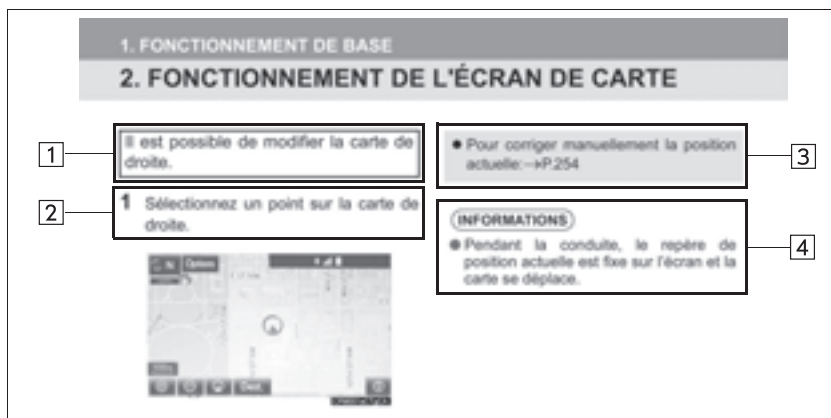 1. FONCTIONNEMENT DE BASE
2. FONCTIONNEMENT DE L'ÉCRAN DE CARTE
1
Il est possible de modifier la carte de
droite.
2
1 Sélectionnez un point sur la carte de
droite.
Dest.
3
● Pour corriger manuellement la position
actuelle:→P.254
4
INFORMATIONS
● Pendant la conduite, le repère de
position actuelle est fixe sur l'écran et la
carte se déplace.